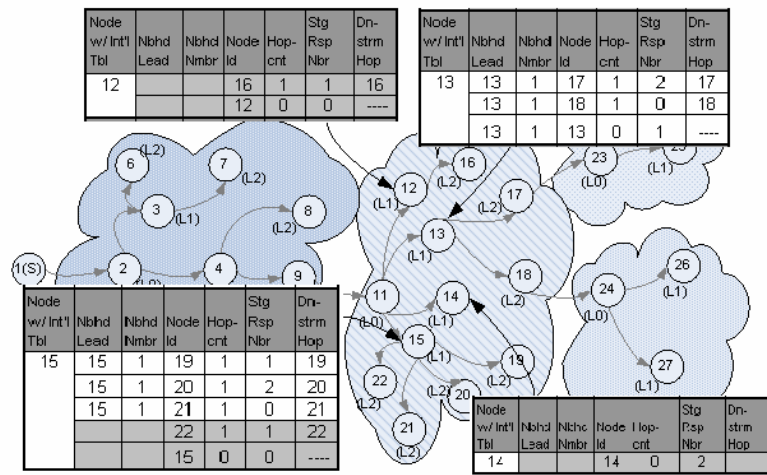 Node w/ Int'l Tbl Nbhd Lead Nbhd Nmbr Node Id Hop-cnt Stg Rsp Nbr Dn-strm Hop
12 16 1 1 16
12 0 0 ----
Node w/ Int'l Tbl Nbhd Lead Nbhd Nmbr Node Id Hop-cnt Stg Rsp Nbr Dn-strm Hop
13 13 1 17 1 2 17
13 1 18 1 0 18
13 1 13 0 1 ----
6 (L2)
7 (L2)
3 (L1)
8 (L2)
1(S)
2
4
9
12 (L1)
16 (L2)
17 (L2)
13 (L1)
18 (L2)
11 (L0)
14 (L1)
15 (L1)
19 (L2)
22 (L2)
20 (L2)
21 (L2)
23 (L0)
(L1)
24 (L0)
26 (L1)
27 (L1)
Node w/ Int'l Tbl Nbhd Lead Nbhd Nmbr Node Id Hop-cnt Stg Rsp Nbr Dn-strm Hop
15 15 1 19 1 1 19
15 1 20 1 2 20
15 1 21 1 0 21
22 1 1 22
15 0 0 ----
Node w/ Int'l Tbl Nbhd Lead Nbhd Nmbr Node Id Hop-cnt Stg Rsp Nbr Dn-strm Hop
14 14 0 2